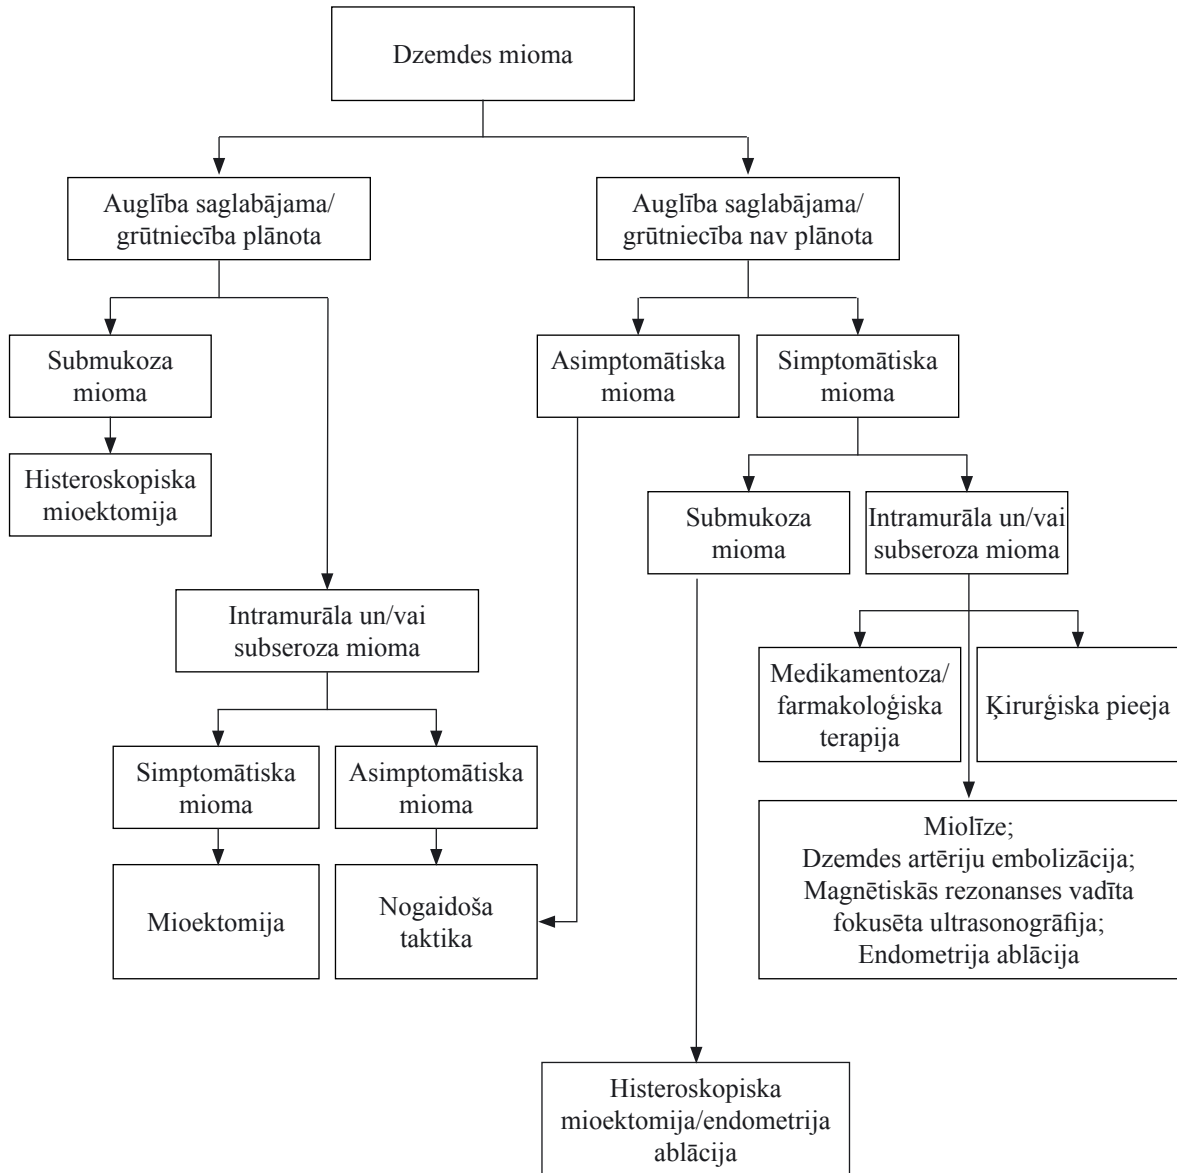 Dzemdes mioma
Auglība saglabājama/
grūtniecība plānota
Auglība saglabājama/
grūtniecība nav plānota
Submukoza
mioma
Asimptomātiska
mioma
Simptomātiska
mioma
Histeroskopiska
mioektomija
Submukoza
mioma
Intramurāla un/vai
subseroza mioma
Intramurāla un/vai
subseroza mioma
Medikamentoza/
farmakoloģiska
terapija
Ķirurģiska pieeja
Simptomātiska
mioma
Asimptomātiska
mioma
Miolīze;
Dzemdes artēriju embolizācija;
Magnētiskās rezonanses vadīta
fokusēta ultrasonogrāfija;
Endometrija ablācija
Mioektomija
Nogaidoša
taktika
Histeroskopiska
mioektomija/endometrija
ablācija